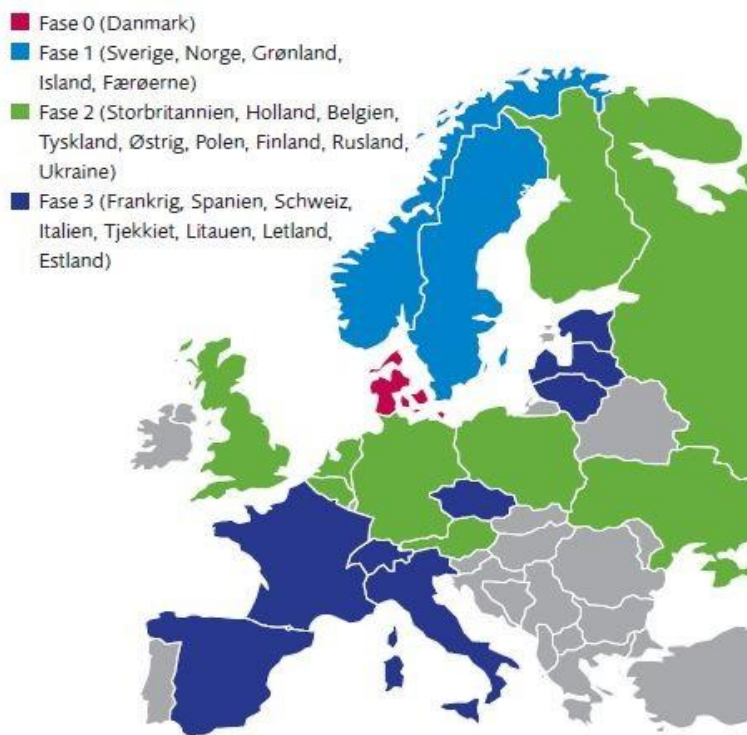 Fase 0 (Danmark)
Fase 1 (Sverige, Norge, Grønland,
Island, Færøerne)
Fase 2 (Storbritannien, Holland, Belgien,
Tyskland, Østrig, Polen, Finland, Rusland,
Ukraine)
Fase 3 (Frankrig, Spanien, Schweiz,
Italien, Tjekkiet, Litauen, Letland,
Estland)